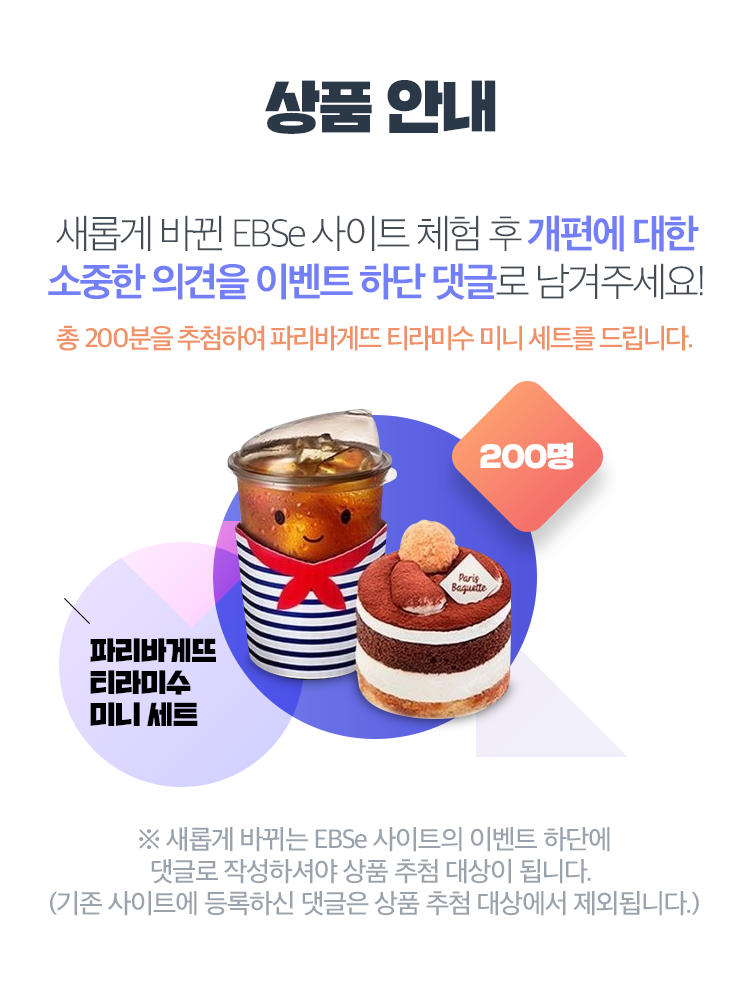 상품 안내
새롭게 바뀐 EBSe 사이트 체험 후 개편에 대한
소중한 의견을 이벤트 하단 댓글로 남겨주세요!
총 200분을 추첨하여 파리바게뜨 티라미수 미니 세트를 드립니다.
200명
Paris
Baguette
파리바게뜨
티라미수
미니 세트
※ 새롭게 바뀌는 EBSe 사이트의 이벤트 하단에
댓글로 작성하셔야 상품 추첨 대상이 됩니다.
(기존 사이트에 등록하신 댓글은 상품 추첨 대상에서 제외됩니다.)